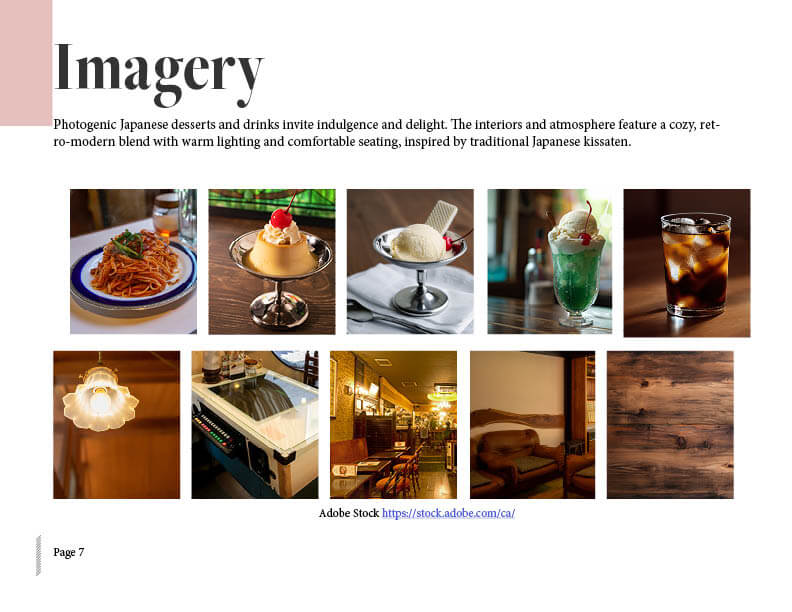 Imagery
Photogenic Japanese desserts and drinks invite indulgence and delight. The interiors and atmosphere feature a cozy, ret-
ro-modern blend with warm lighting and comfortable seating, inspired by traditional Japanese kissaten.
Adobe Stock https://stock.adobe.com/ca/
Page 7